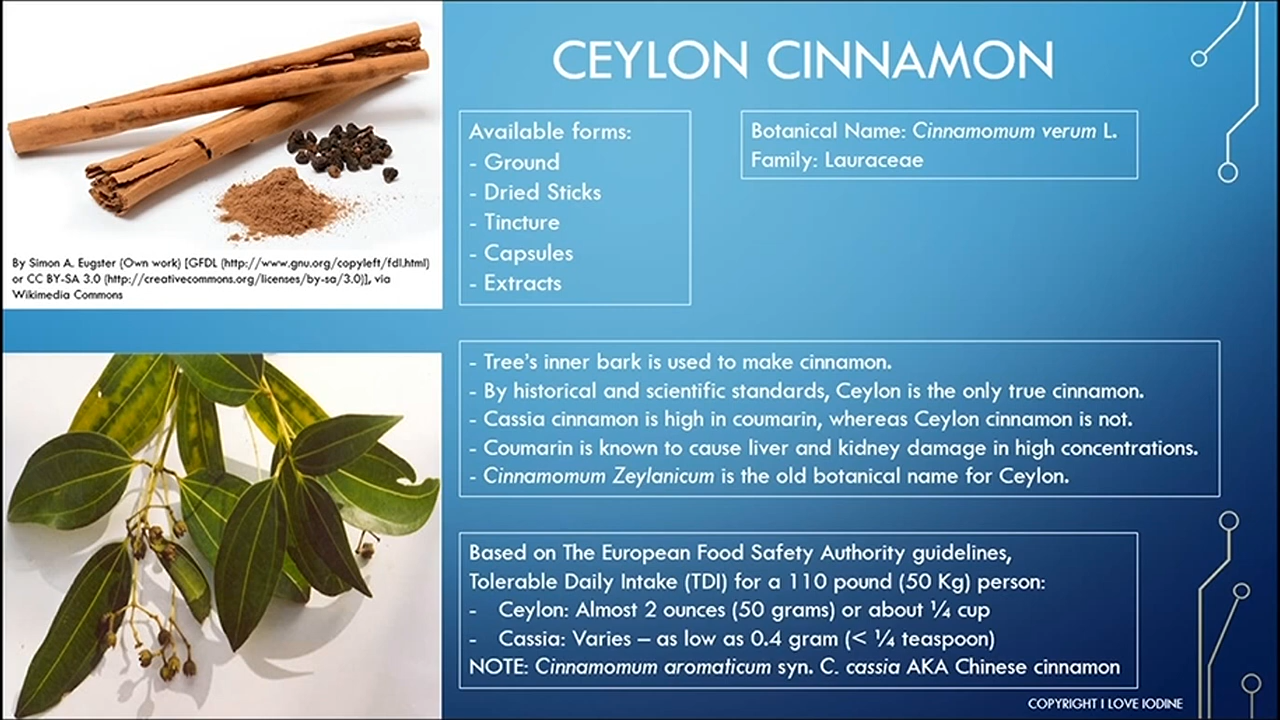 CEYLON CINNAMON
Available forms:
- Ground
- Dried Sticks
- Tincture
- Capsules
- Extracts
Botanical Name: Cinnamomum verum L.
Family: Lauraceae
By Simon A. Eugster (Own work) [GFDL (http://www.gnu.org/copyleft/fdl.html)
or CC BY-SA 3.0 (http://creativecommons.org/licenses/by-sa/3.0)], via
Wikimedia Commons
- Tree's inner bark is used to make cinnamon.
- By historical and scientific standards, Ceylon is the only true cinnamon.
- Cassia cinnamon is high in coumarin, whereas Ceylon cinnamon is not.
- Coumarin is known to cause liver and kidney damage in high concentrations.
- Cinnamomum Zeylanicum is the old botanical name for Ceylon.
Based on The European Food Safety Authority guidelines,
Tolerable Daily Intake (TDI) for a 110 pound (50 Kg) person:
- Ceylon: Almost 2 ounces (50 grams) or about ¼ cup
- Cassia: Varies – as low as 0.4 gram (< ¼ teaspoon)
NOTE: Cinnamomum aromaticum syn. C. cassia AKA Chinese cinnamon
COPYRIGHT I LOVE IODINE